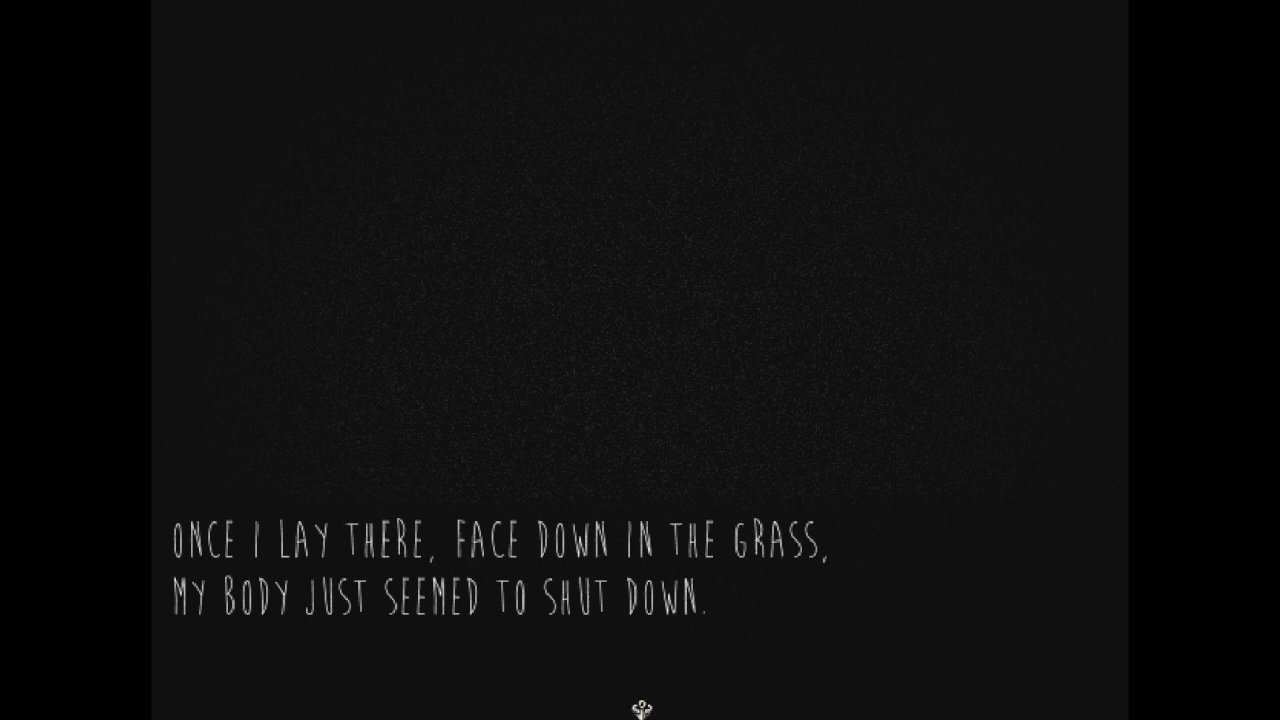 ONCE I LAY THERE, FACE DOWN IN THE GRASS,
MY BODY JUST SEEMED TO SHUT DOWN.